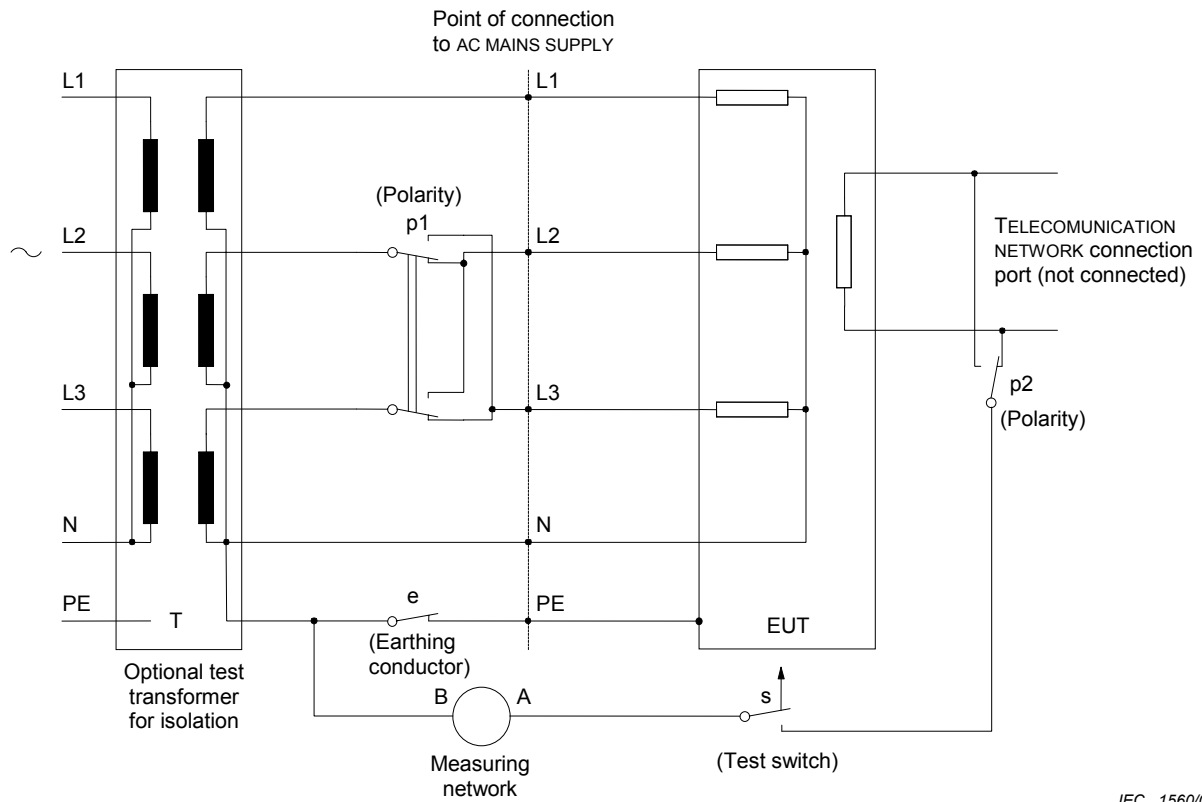 Point of connection
to AC MAINS SUPPLY
L1
L1
(Polarity)
p1
L2
L2
TELECOMUNICATION
NETWORK connection
port (not connected)
L3
L3
p2
(Polarity)
N
N
PE
T
e
PE
EUT
(Earthing
conductor)
Optional test
transformer
for isolation
B
A
s
Measuring
network
(Test switch)